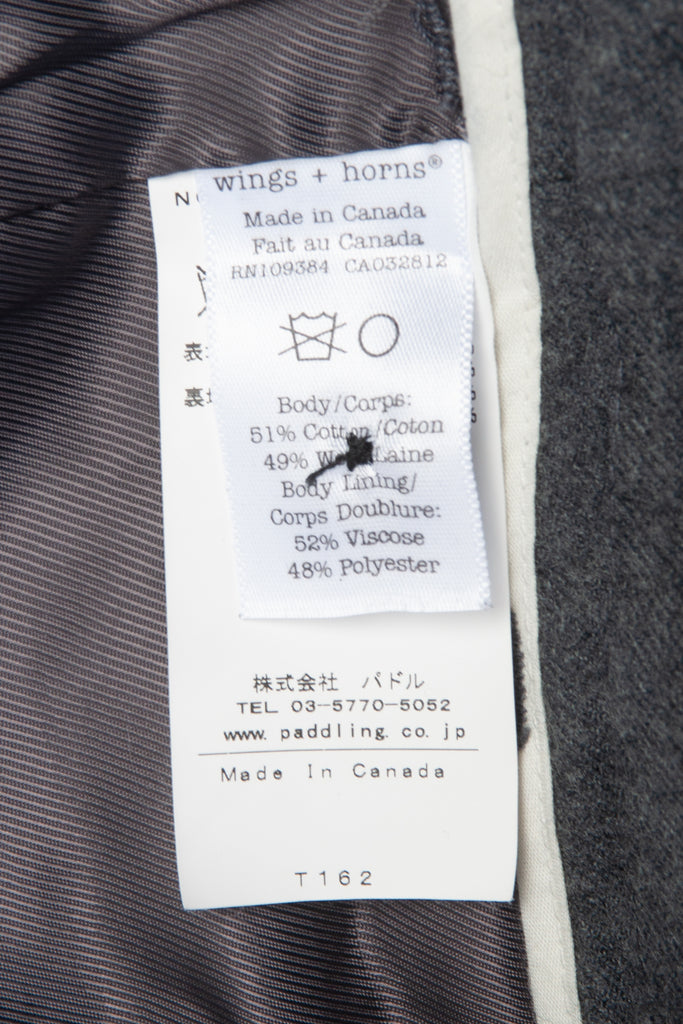 wings + horns®
Made in Canada
Fait au Canada
RN109384 CA032812
Body/Corps:
51% Cotton/Coton
49% Laine
Body Lining/
Corps Doublure:
52% Viscose
48% Polyester
株式会社 パドル
TEL 03-5770-5052
www.paddling.co.jp
Made In Canada
T162